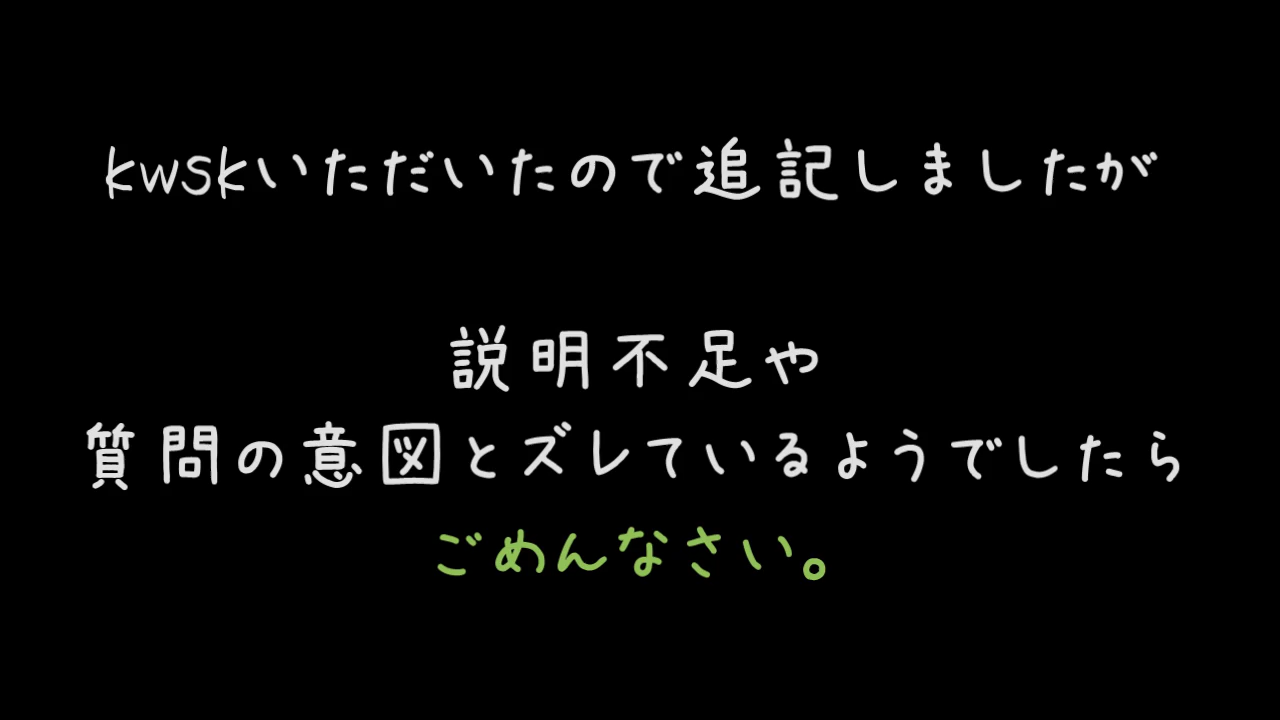 kwskいただいたので追記しましたが
説明不足や
質問の意図とズレているようでしたら
ごめんなさい。